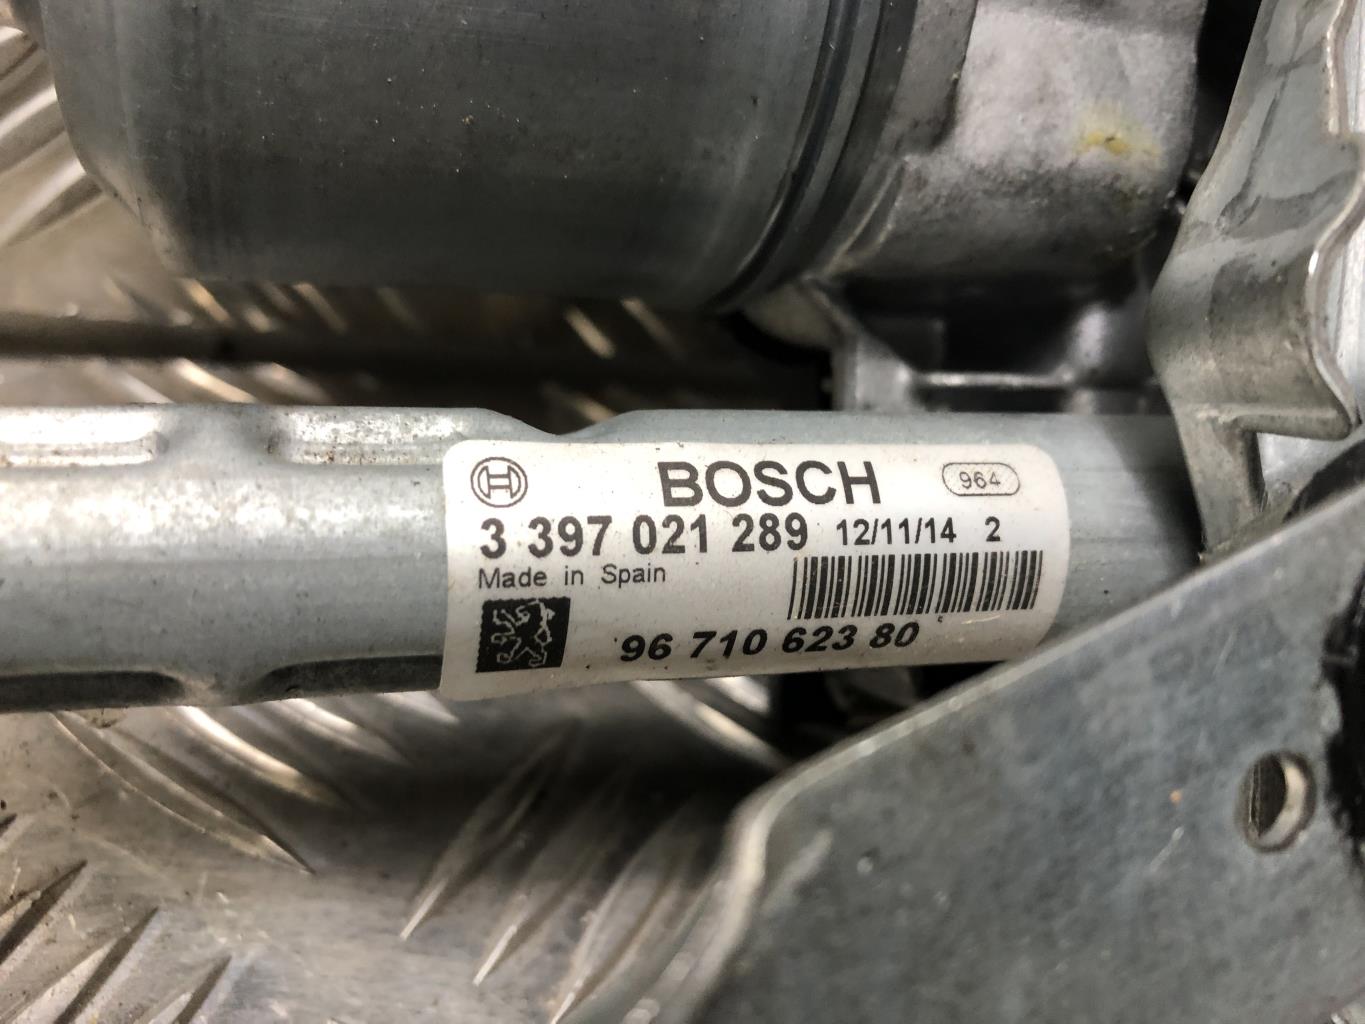 BOSCH 964
3 397 021 289 12/11/14 2
Made in Spain
96 710 623 80